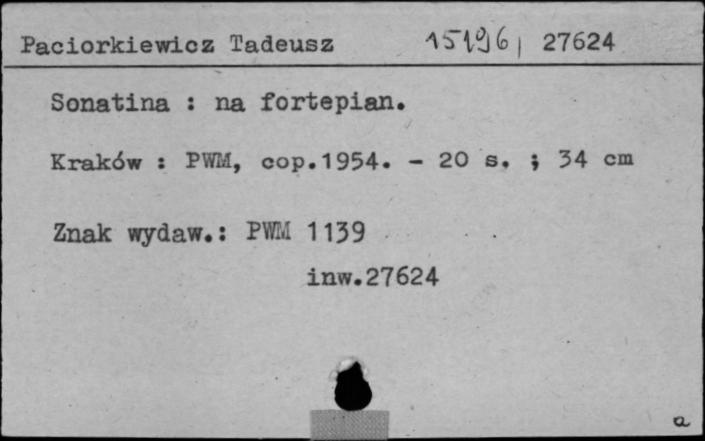 Paciorkiewicz Tadeusz 15196, 27624
Sonatina : na fortepian.
Kraków : PWM, cop.1954. - 20 s. ; 34 cm
Znak wydaw.: PWM 1139
inw.27624
a